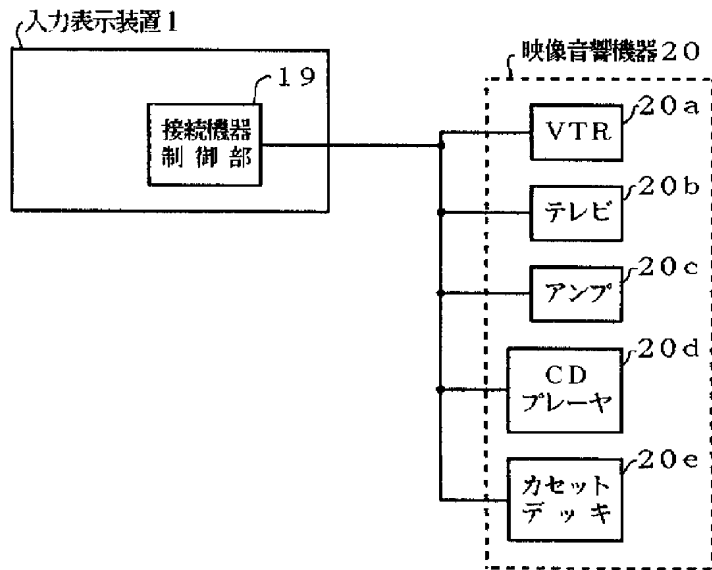 入力表示装置1
19
接続機器
制御部
映像音響機器20
20a
VTR
20b
テレビ
20c
アンプ
20d
CD
プレーヤ
20e
カセット
デッキ